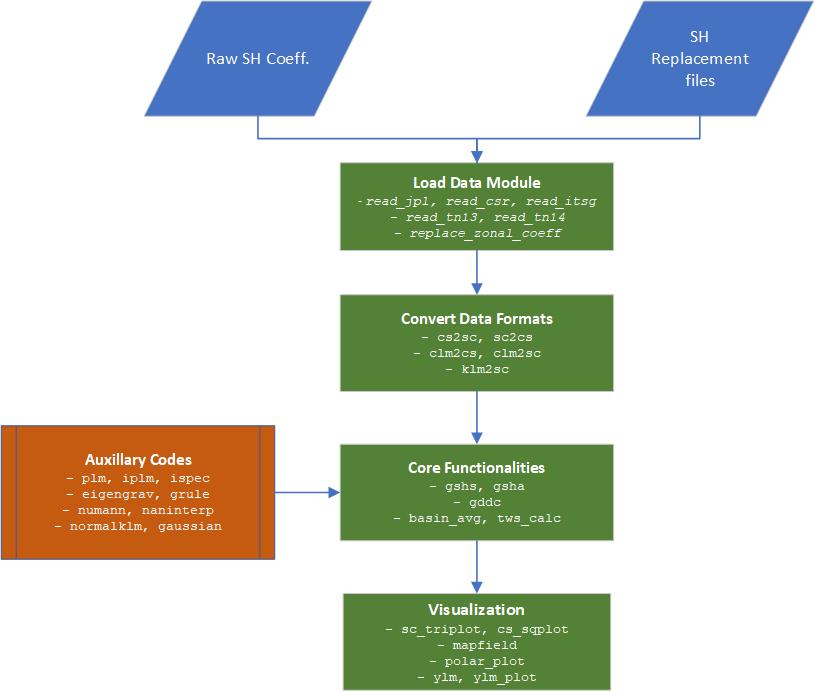 Raw SH Coeff.
SH
Replacement
files
Load Data Module
- read_jpl, read_csr, read_itsg
- read_tn13, read_tn14
- replace_zonal_coeff
Convert Data Formats
- cs2sc, sc2cs
- clm2cs, clm2sc
- klm2sc
Auxillary Codes
- plm, iplm, ispec
- eigengrav, grule
- numann, naninterp
- normalklm, gaussian
Core Functionalities
- gshs, gsha
- gddc
- basin_avg, tws_calc
Visualization
- sc_triplot, cs_sqplot
- mapfield
- polar_plot
- ylm, ylm_plot